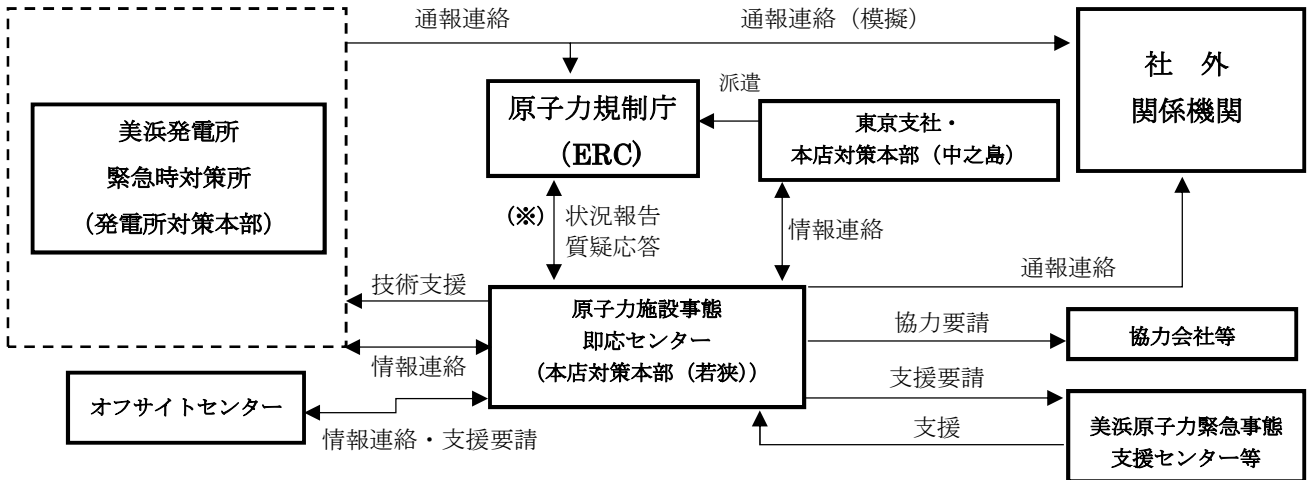 通報連絡
通報連絡（模擬）
社　外
関係機関
美浜発電所
緊急時対策所
（発電所対策本部）
原子力規制庁
（ERC）
派遣
東京支社・
本店対策本部（中之島）
（※）
状況報告
質疑応答
情報連絡
通報連絡
技術支援
原子力施設事態
即応センター
（本店対策本部（若狭））
協力要請
協力会社等
情報連絡
支援要請
オフサイトセンター
情報連絡・支援要請
支援
美浜原子力緊急事態
支援センター等